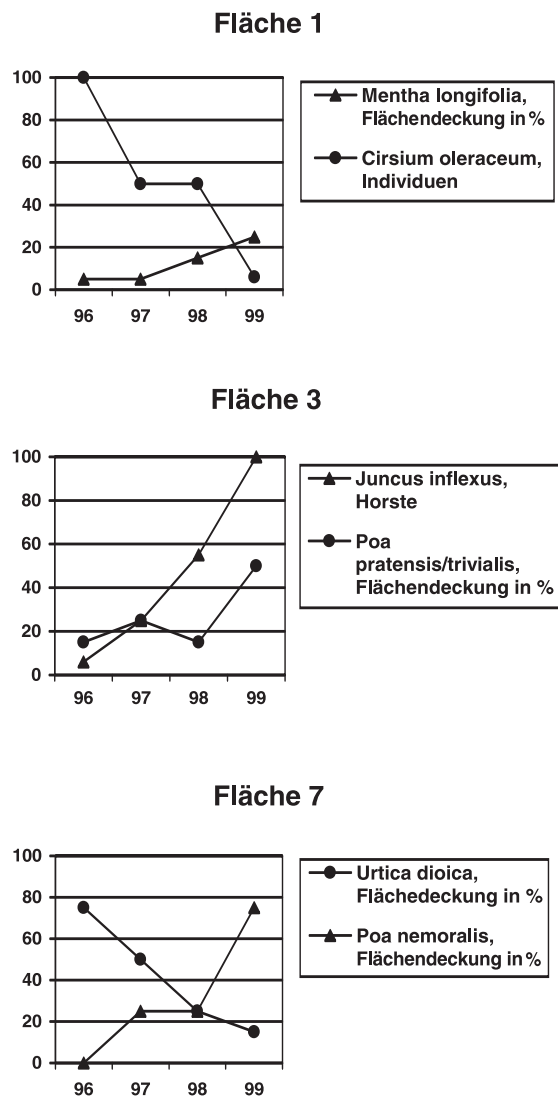 Fläche 1
100
80
60
40
20
0
96 97 98 99
Mentha longifolia,
Flächendeckung in %
Cirsium oleraceum,
Individuen
Fläche 3
100
80
60
40
20
0
96 97 98 99
Juncus inflexus,
Horste
Poa
pratensis/trivialis,
Flächendeckung in %
Fläche 7
100
80
60
40
20
0
96 97 98 99
Urtica dioica,
Flächedeckung in %
Poa nemoralis,
Flächendeckung in %